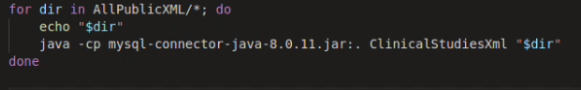 for dir in AllPublicXML/*; do
    echo "$dir"
    java -cp mysql-connector-java-8.0.11.jar:. ClinicalStudiesXml "$dir"
done